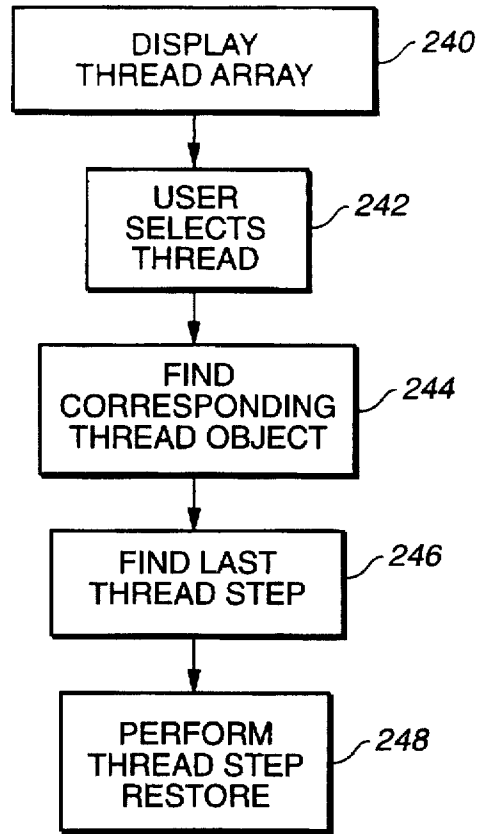 DISPLAY
THREAD ARRAY
240
USER
SELECTS
THREAD
242
FIND
CORRESPONDING
THREAD OBJECT
244
FIND LAST
THREAD STEP
246
PERFORM
THREAD STEP
RESTORE
248